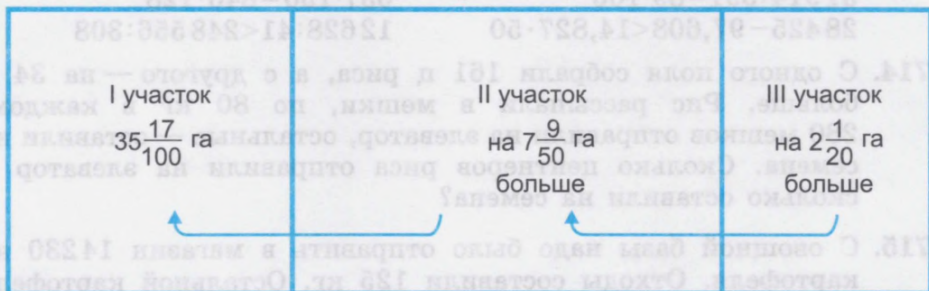 I участок
35 17/100 га
II участок
на 7 9/50 га
больше
III участок
на 2 1/20 га
больше